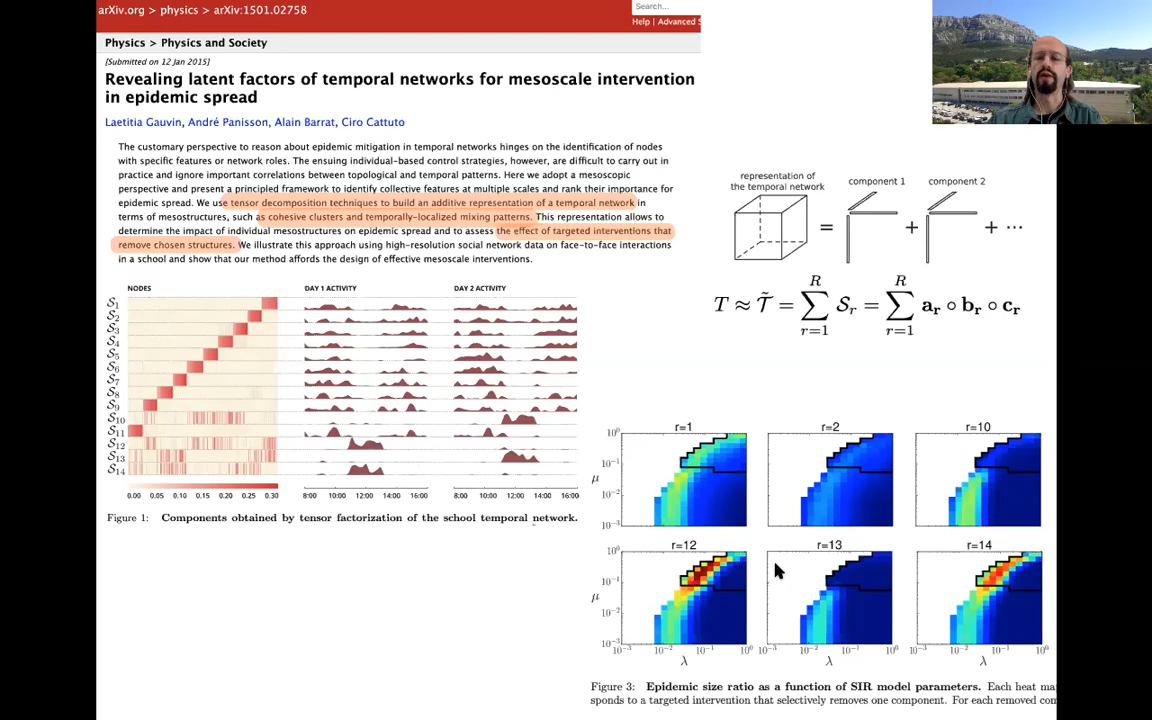 arXiv.org > physics > arXiv:1501.02758
Search...
Help | Advanced S
Physics > Physics and Society
[Submitted on 12 Jan 2015]
Revealing latent factors of temporal networks for mesoscale intervention
in epidemic spread
Laetitia Gauvin, André Panisson, Alain Barrat, Ciro Cattuto
The customary perspective to reason about epidemic mitigation in temporal networks hinges on the identification of nodes
with specific features or network roles. The ensuing individual-based control strategies, however, are difficult to carry out in
practice and ignore important correlations between topological and temporal patterns. Here we adopt a mesoscopic
perspective and present a principled framework to identify collective features at multiple scales and rank their importance for
epidemic spread. We use tensor decomposition techniques to build an additive representation of a temporal network in
terms of mesostructures, such as cohesive clusters and temporally-localized mixing patterns. This representation allows to
determine the impact of individual mesostructures on epidemic spread and to assess the effect of targeted interventions that
remove chosen structures. We illustrate this approach using high-resolution social network data on face-to-face interactions
in a school and show that our method affords the design of effective mesoscale interventions.
representation of
the temporal network
component 1
component 2
= + + ...
T ≈ T̃ = ∑ S_r = ∑ a_r ∘ b_r ∘ c_r
R R
r=1 r=1
NODES
DAY 1 ACTIVITY
DAY 2 ACTIVITY
S1
S2
S3
S4
S5
S6
S7
S8
S9
S10
S11
S12
S13
S14
0.00 0.05 0.10 0.15 0.20 0.25 0.30
8:00 10:00 12:00 14:00 16:00
8:00 10:00 12:00 14:00 16:00
Figure 1: Components obtained by tensor factorization of the school temporal network.
r=1
r=2
r=10
10⁰
10⁻¹
μ
10⁻²
10⁻³
r=12
r=13
r=14
10⁰
10⁻¹
μ
10⁻²
10⁻³
10⁻³ 10⁻² 10⁻¹ 10⁰
10⁻³ 10⁻² 10⁻¹ 10⁰
10⁻³ 10⁻² 10⁻¹ 10⁰
λ
λ
λ
Figure 3: Epidemic size ratio as a function of SIR model parameters. Each heat ma
sponds to a targeted intervention that selectively removes one component. For each removed com